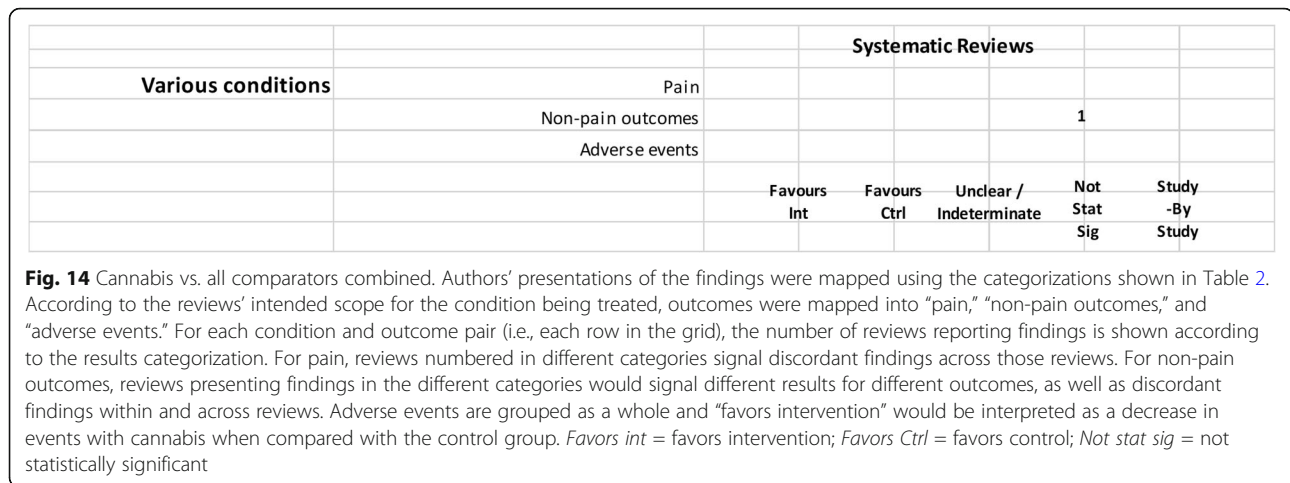 Systematic Reviews
Various conditions Pain
Non-pain outcomes 1
Adverse events
Favours Int Favours Ctrl Unclear / Indeterminate Not Stat Sig Study -By Study
Fig. 14 Cannabis vs. all comparators combined. Authors’ presentations of the findings were mapped using the categorizations shown in Table 2.
According to the reviews’ intended scope for the condition being treated, outcomes were mapped into “pain,” “non-pain outcomes,” and
“adverse events.” For each condition and outcome pair (i.e., each row in the grid), the number of reviews reporting findings is shown according
to the results categorization. For pain, reviews numbered in different categories signal discordant findings across those reviews. For non-pain
outcomes, reviews presenting findings in the different categories would signal different results for different outcomes, as well as discordant
findings within and across reviews. Adverse events are grouped as a whole and “favors intervention” would be interpreted as a decrease in
events with cannabis when compared with the control group. Favors int = favors intervention; Favors Ctrl = favors control; Not stat sig = not
statistically significant